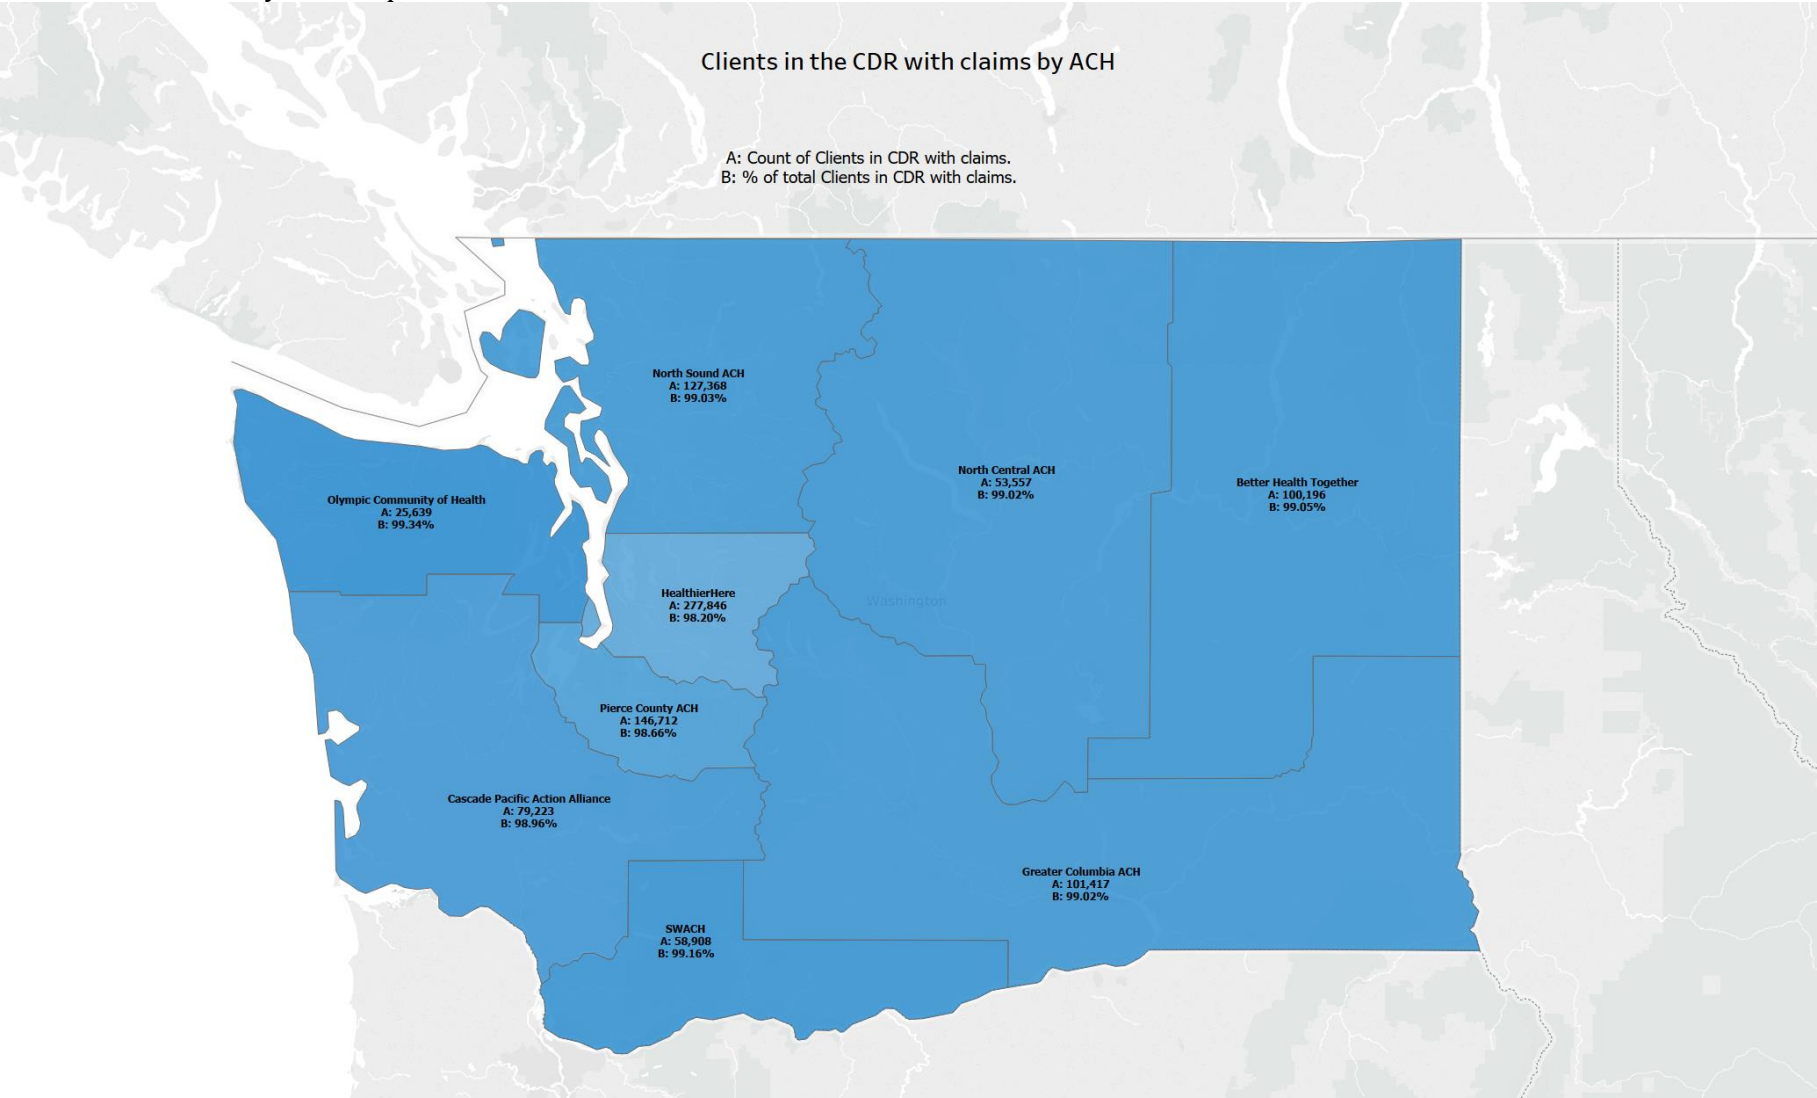 Clients in the CDR with claims by ACH
A: Count of Clients in CDR with claims.
B: % of total Clients in CDR with claims.
North Sound ACH
A: 127,368
B: 99.03%
North Central ACH
A: 53,557
B: 99.02%
Better Health Together
A: 100,196
B: 99.05%
Olympic Community of Health
A: 25,639
B: 99.34%
HealthierHere
A: 277,846
B: 98.20%
Washington
Pierce County ACH
A: 146,712
B: 98.66%
Cascade Pacific Action Alliance
A: 79,223
B: 98.96%
Greater Columbia ACH
A: 101,417
B: 99.02%
SWACH
A: 58,908
B: 99.16%